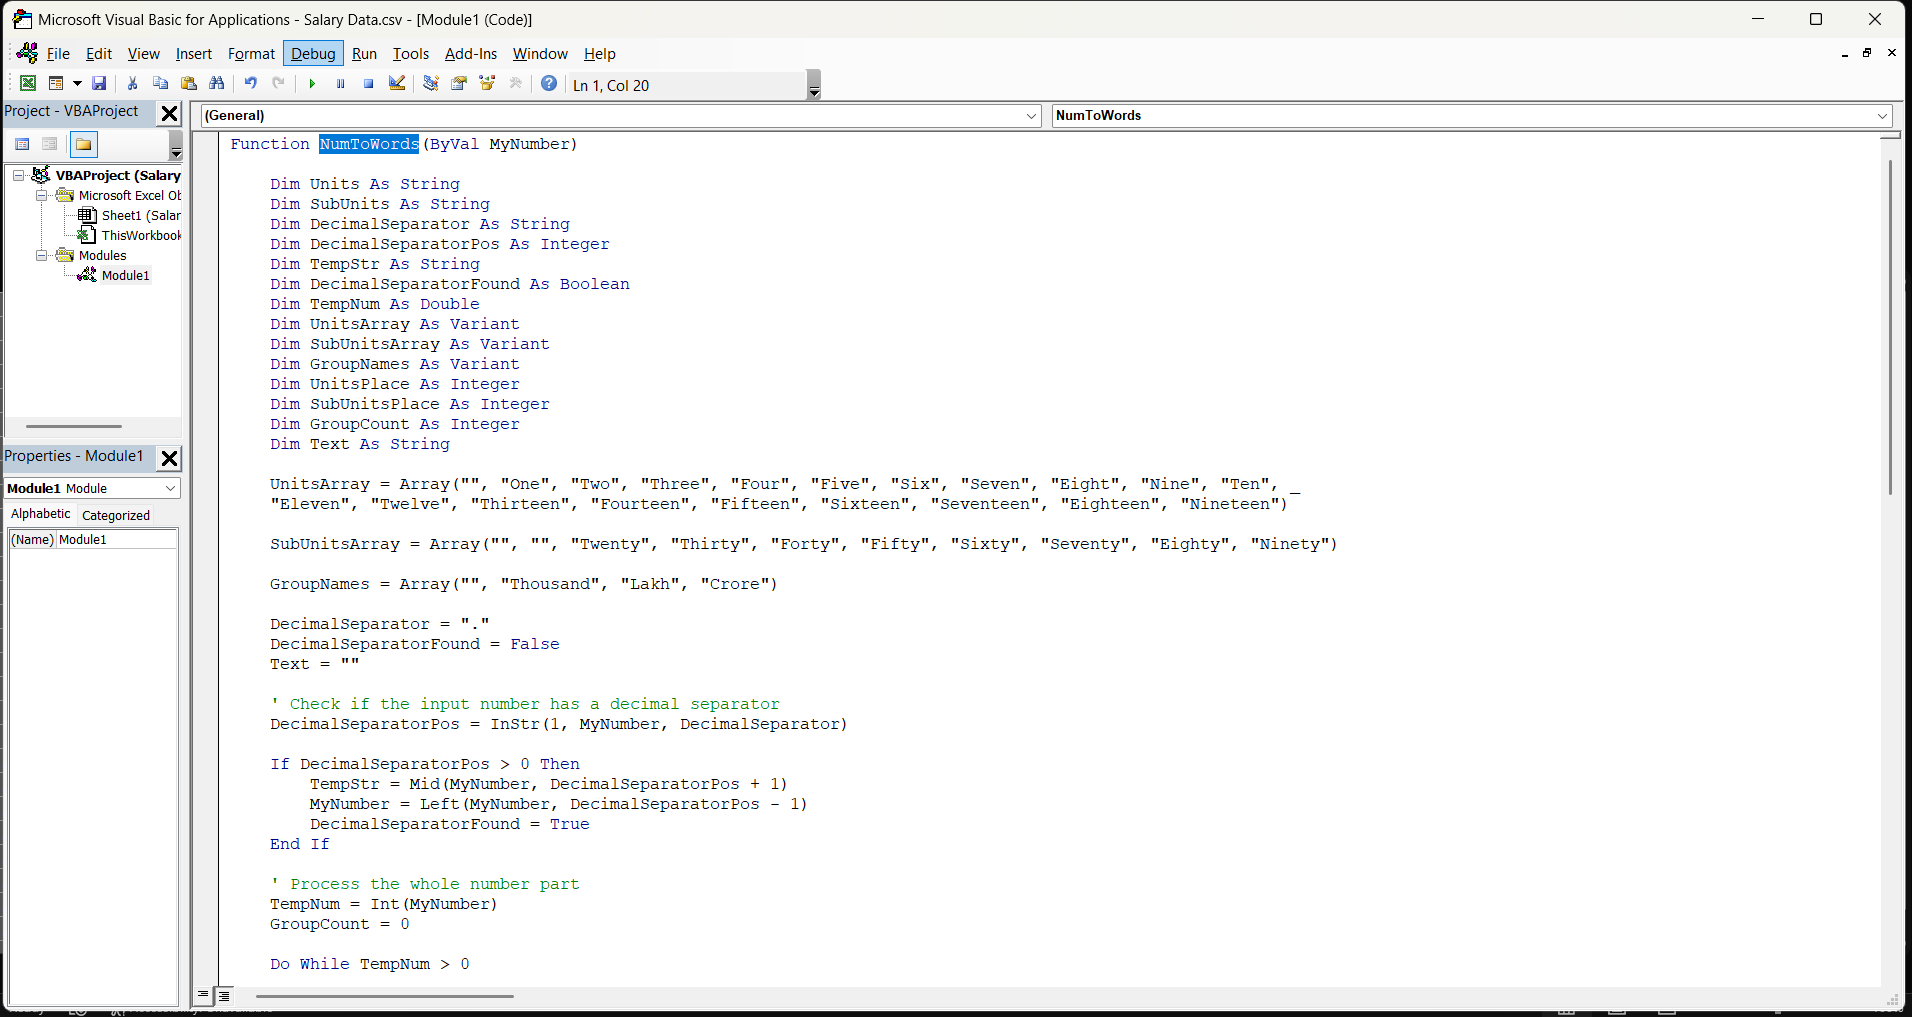 Microsoft Visual Basic for Applications - Salary Data.csv - [Module1 (Code)]
File Edit View Insert Format Debug Run Tools Add-Ins Window Help
Ln 1, Col 20
Project - VBAProject
VBAProject (Salary
Microsoft Excel Ob
Sheet1 (Salar
ThisWorkbook
Modules
Module1
Properties - Module1
Module1 Module
Alphabetic Categorized
(Name) Module1
(General) NumToWords
Function NumToWords(ByVal MyNumber)
Dim Units As String
Dim SubUnits As String
Dim DecimalSeparator As String
Dim DecimalSeparatorPos As Integer
Dim TempStr As String
Dim DecimalSeparatorFound As Boolean
Dim TempNum As Double
Dim UnitsArray As Variant
Dim SubUnitsArray As Variant
Dim GroupNames As Variant
Dim UnitsPlace As Integer
Dim SubUnitsPlace As Integer
Dim GroupCount As Integer
Dim Text As String
UnitsArray = Array("", "One", "Two", "Three", "Four", "Five", "Six", "Seven", "Eight", "Nine", "Ten", _
"Eleven", "Twelve", "Thirteen", "Fourteen", "Fifteen", "Sixteen", "Seventeen", "Eighteen", "Nineteen")
SubUnitsArray = Array("", "", "Twenty", "Thirty", "Forty", "Fifty", "Sixty", "Seventy", "Eighty", "Ninety")
GroupNames = Array("", "Thousand", "Lakh", "Crore")
DecimalSeparator = "."
DecimalSeparatorFound = False
Text = ""
' Check if the input number has a decimal separator
DecimalSeparatorPos = InStr(1, MyNumber, DecimalSeparator)
If DecimalSeparatorPos > 0 Then
TempStr = Mid(MyNumber, DecimalSeparatorPos + 1)
MyNumber = Left(MyNumber, DecimalSeparatorPos - 1)
DecimalSeparatorFound = True
End If
' Process the whole number part
TempNum = Int(MyNumber)
GroupCount = 0
Do While TempNum > 0